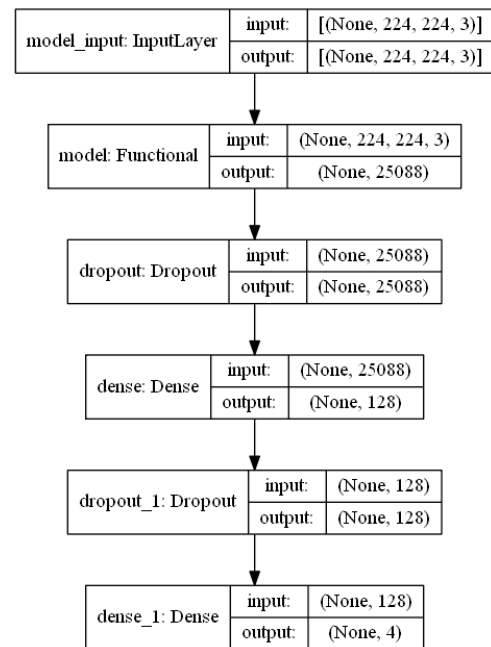 model_input: InputLayer
input: [(None, 224, 224, 3)]
output: [(None, 224, 224, 3)]
model: Functional
input: (None, 224, 224, 3)
output: (None, 25088)
dropout: Dropout
input: (None, 25088)
output: (None, 25088)
dense: Dense
input: (None, 25088)
output: (None, 128)
dropout_1: Dropout
input: (None, 128)
output: (None, 128)
dense_1: Dense
input: (None, 128)
output: (None, 4)